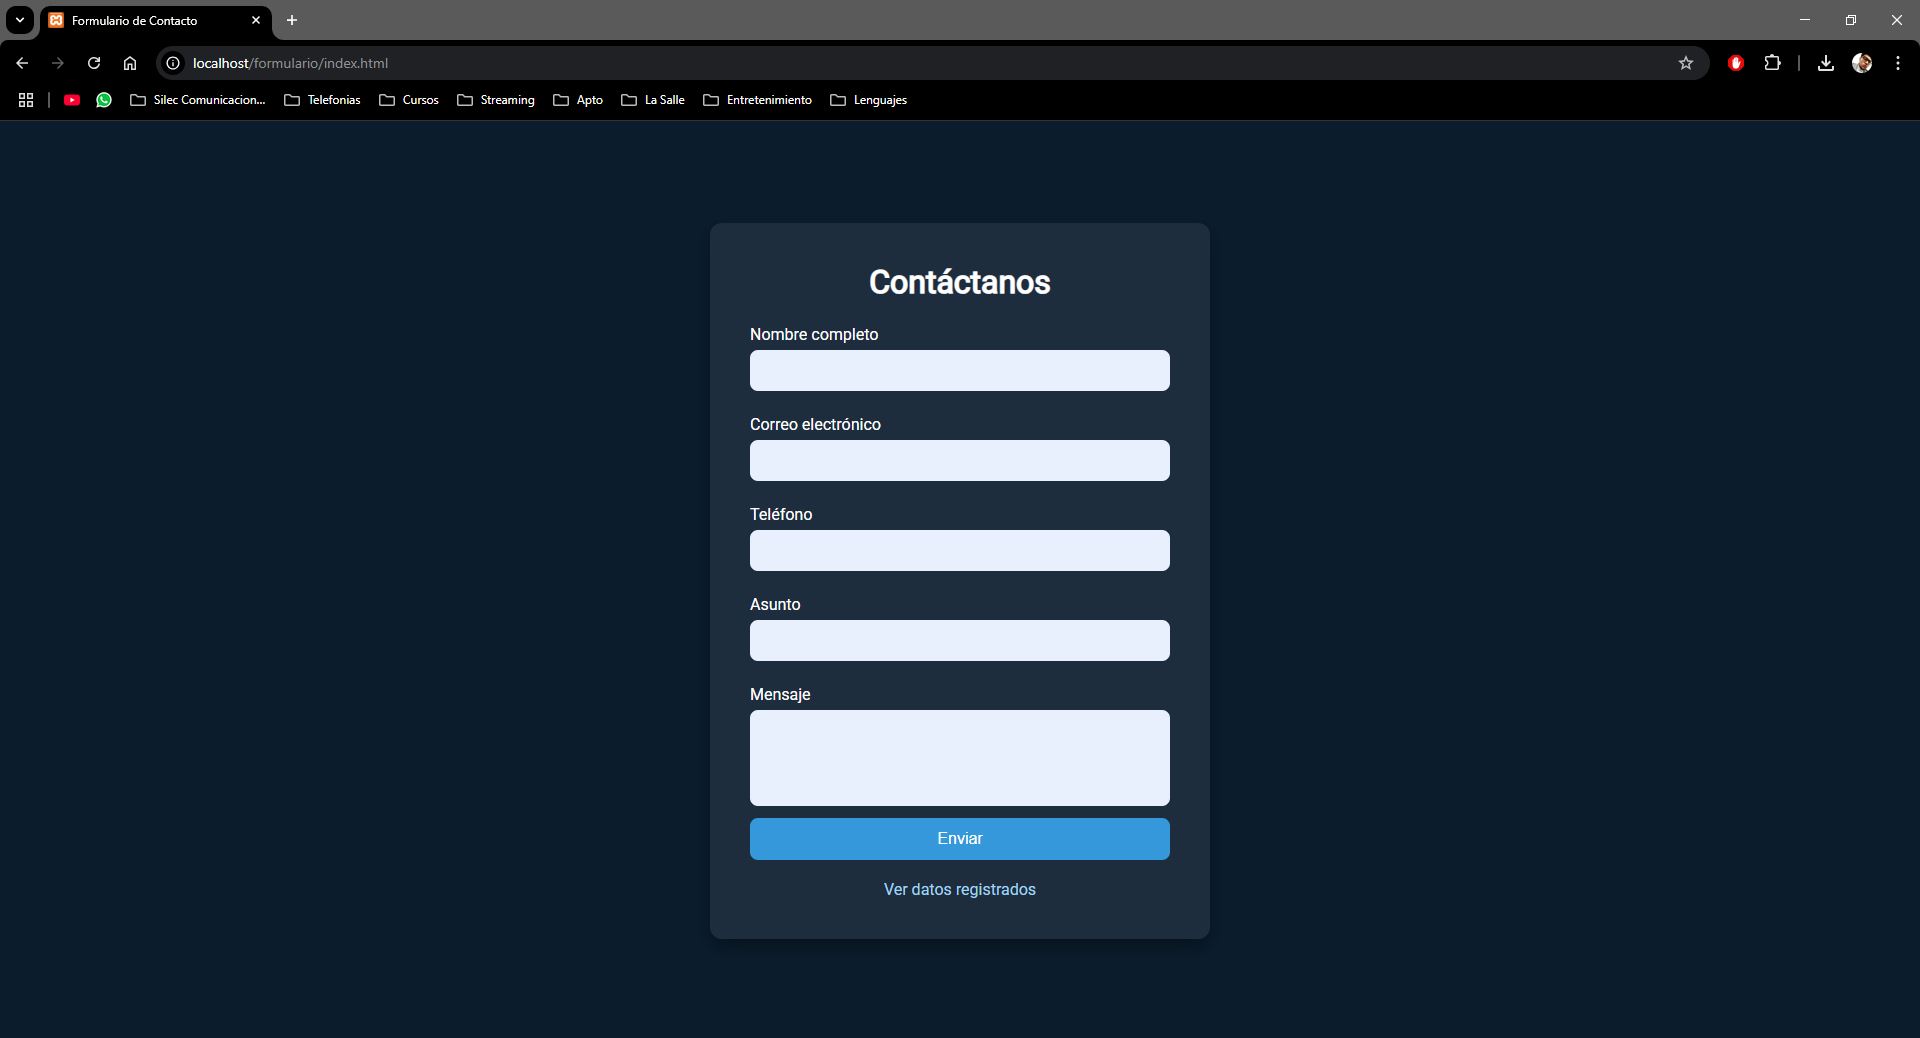 Formulario de Contacto
localhost/formulario/index.html
Silec Comunicacion... Telefonias Cursos Streaming Apto La Salle Entretenimiento Lenguajes
Contáctanos
Nombre completo
Correo electrónico
Teléfono
Asunto
Mensaje
Enviar
Ver datos registrados